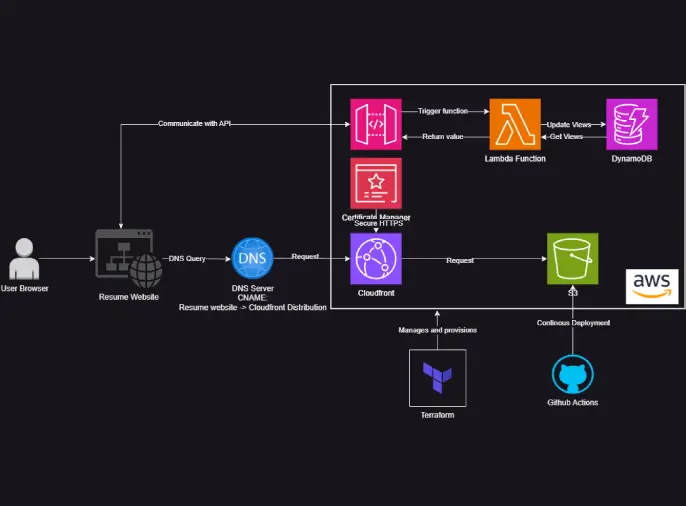 Communicate with API
Trigger function
Return value
Lambda Function
Update Views
Get Views
DynamoDB
Certificate Manager
Secure HTTPS
User Browser
Resume Website
DNS Query
DNS
DNS Server
CNAME:
Resume website -> Cloudfront Distribution
Request
Cloudfront
Request
S3
aws
Manages and provisions
Terraform
Continous Deployment
Github Actions